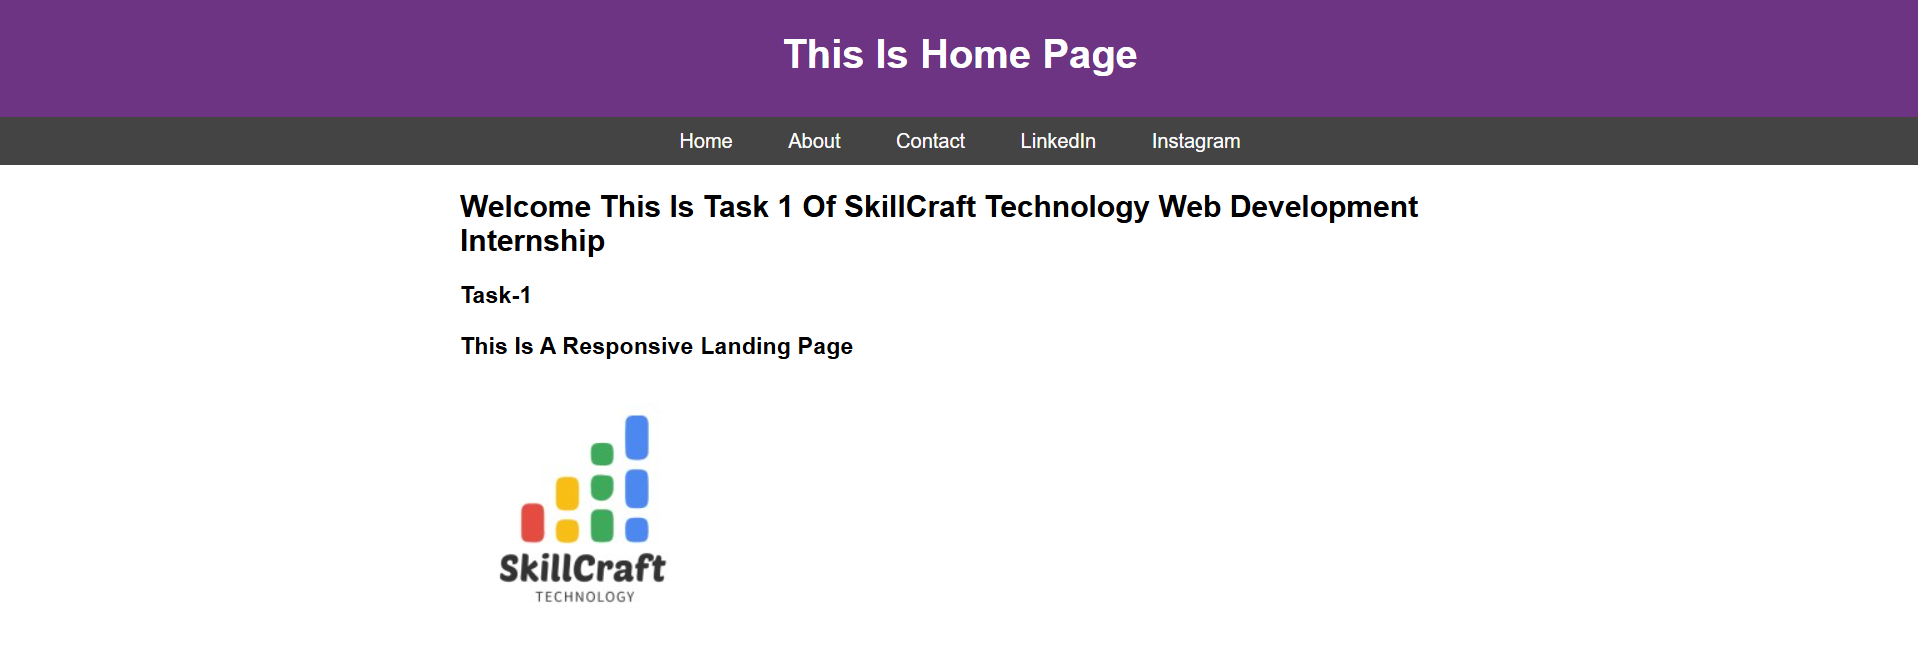 This Is Home Page
Home About Contact LinkedIn Instagram
Welcome This Is Task 1 Of SkillCraft Technology Web Development
Internship
Task-1
This Is A Responsive Landing Page
SkillCraft
TECHNOLOGY